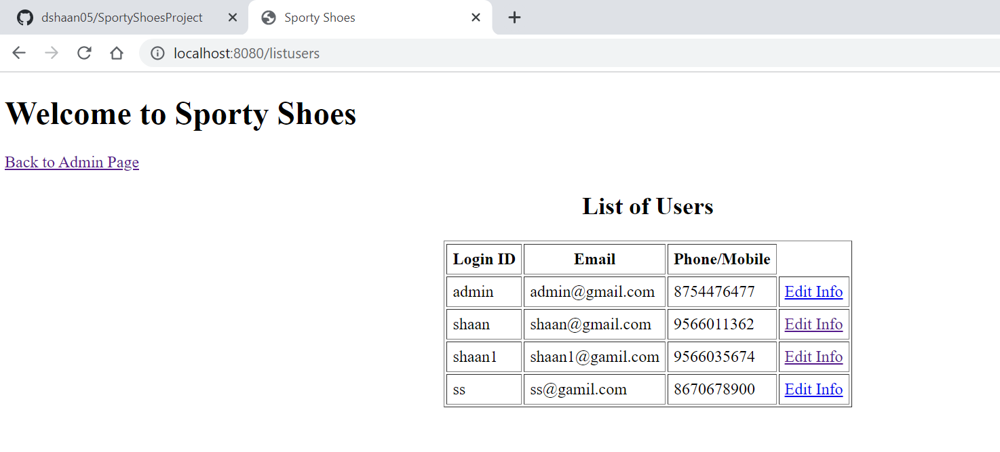 dshaan05/SportyShoesProject Sporty Shoes
localhost:8080/listusers
Welcome to Sporty Shoes
Back to Admin Page
List of Users
Login ID Email Phone/Mobile
admin admin@gmail.com 8754476477 Edit Info
shaan shaan@gmail.com 9566011362 Edit Info
shaan1 shaan1@gamil.com 9566035674 Edit Info
ss ss@gamil.com 8670678900 Edit Info